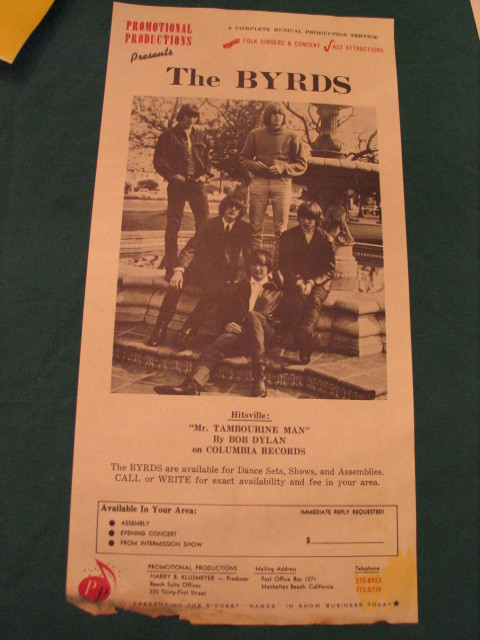 PROMOTIONAL
PRODUCTIONS
Presents
A COMPLETE MUSICAL PRODUCTION SERVICE
FOLK SINGERS & CONCERT JAZZ ATTRACTIONS
The BYRDS
Hitsville:
"Mr. TAMBOURINE MAN"
By BOB DYLAN
on COLUMBIA RECORDS
The BYRDS are available for Dance Sets, Shows, and Assemblies.
CALL or WRITE for exact availability and fee in your area.
Available In Your Area:
IMMEDIATE REPLY REQUESTED!
● ASSEMBLY
● EVENING CONCERT
● PROM INTERMISSION SHOW
$
PROMOTIONAL PRODUCTIONS
HARRY R. KLUSMEYER — Producer
Beach Suite Offices
320 Thirty-First Street
Mailing Address
Post Office Box 1371
Manhattan Beach, California
Telephone
PP
PRESENTING THE BIGGEST "NAMES" IN SHOW BUSINESS TODAY★